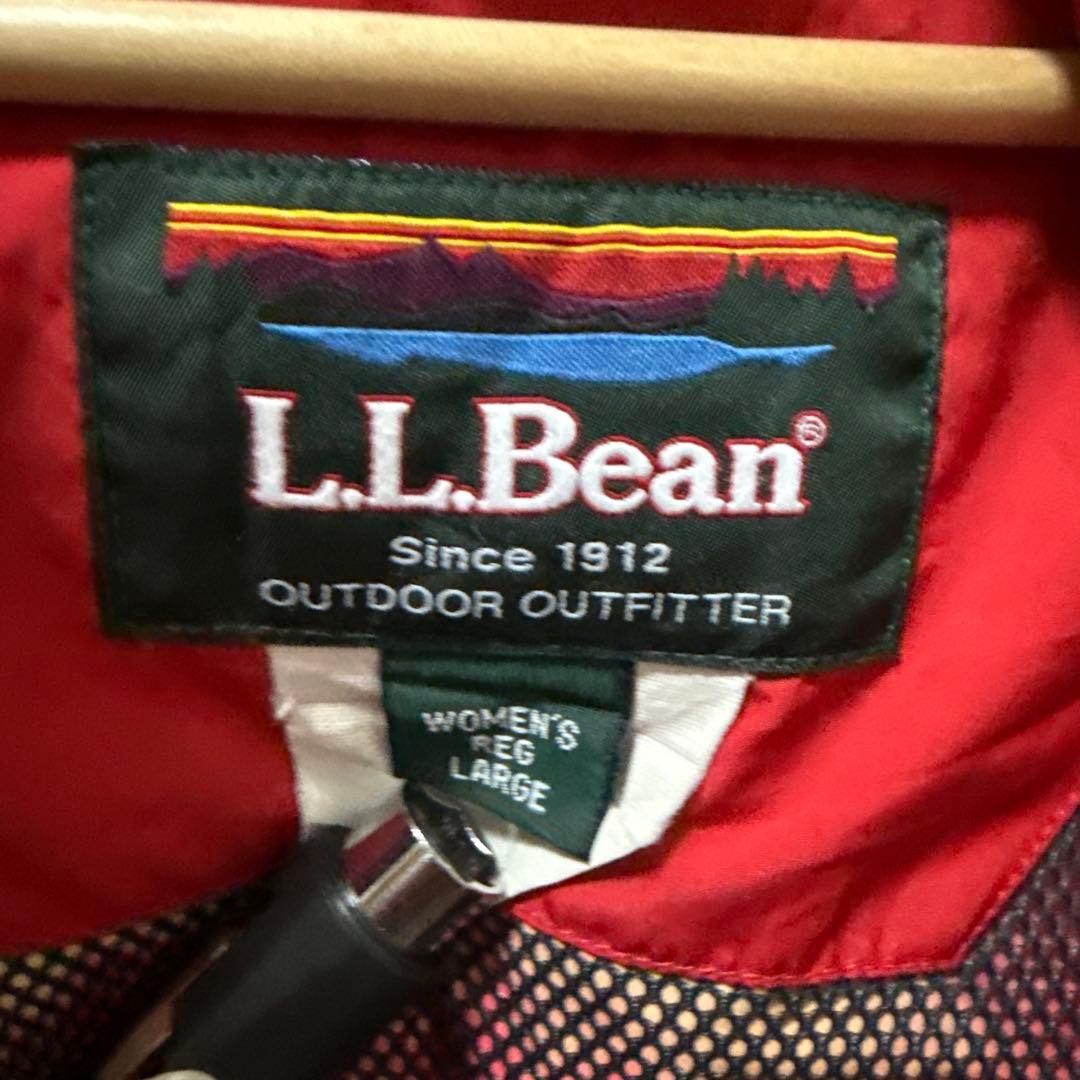 L.L.Bean®
Since 1912
OUTDOOR OUTFITTER
WOMEN'S
REG
LARGE